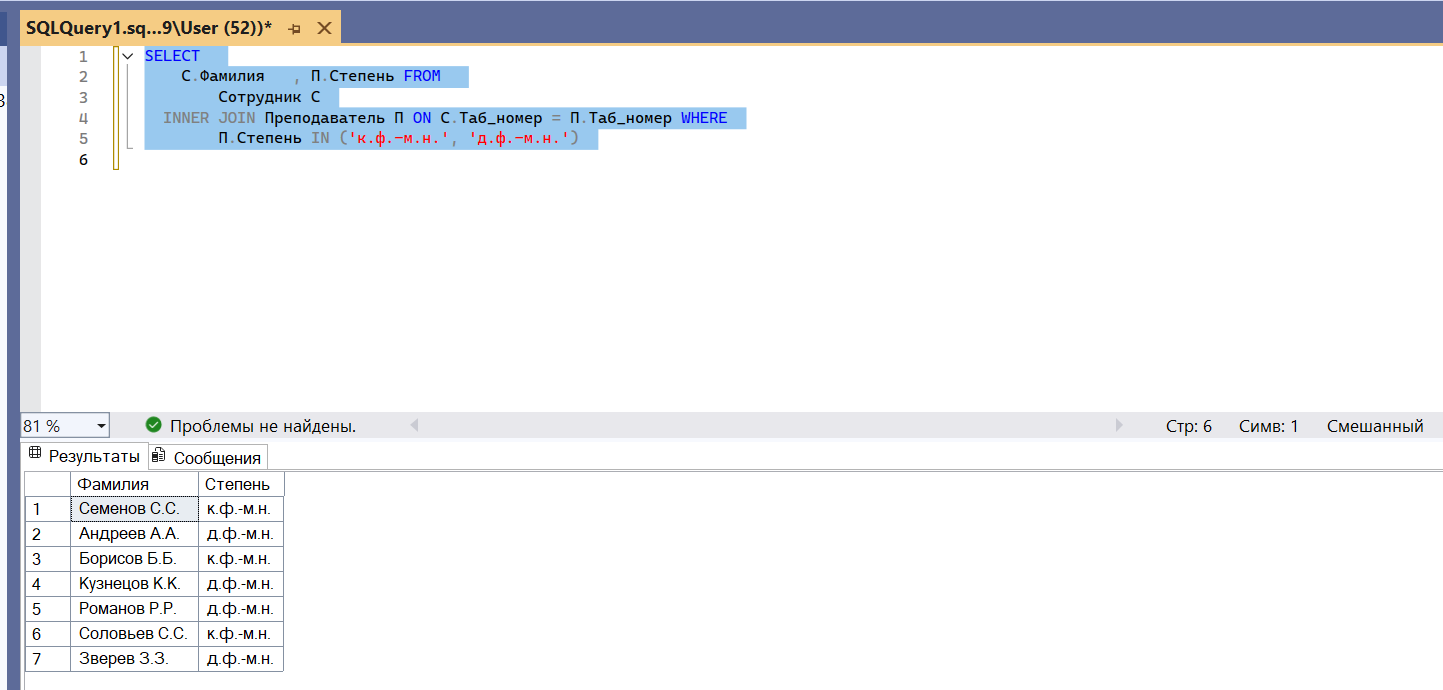 SQLQuery1.sq...9\User (52))*
3
1 SELECT
2 С.Фамилия , П.Степень FROM
3 Сотрудник С
4 INNER JOIN Преподаватель П ON С.Таб_номер = П.Таб_номер WHERE
5 П.Степень IN ('к.ф.-м.н.', 'д.ф.-м.н.')
6
81 % Проблемы не найдены. Стр: 6 Симв: 1 Смешанный
Результаты Сообщения
Фамилия Степень
1 Семенов С.С. к.ф.-м.н.
2 Андреев А.А. д.ф.-м.н.
3 Борисов Б.Б. к.ф.-м.н.
4 Кузнецов К.К. д.ф.-м.н.
5 Романов Р.Р. д.ф.-м.н.
6 Соловьев С.С. к.ф.-м.н.
7 Зверев З.З. д.ф.-м.н.